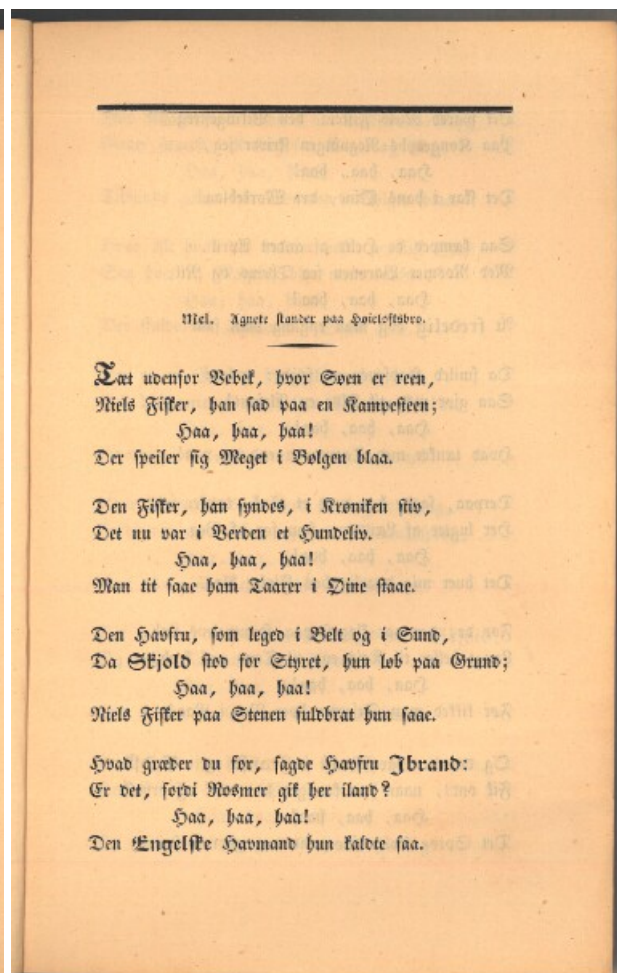 Mel. Agnete stander paa Høieloftsbro.
Tæt udenfor Vebek, hvor Søen er reen,
Niels Fisker, han sad paa en Kampesteen;
Haa, haa, haa!
Der speiler sig Meget i Bølgen blaa.
Den Fisker, han syndes, i Krøniken stiv,
Det nu var i Verden et Hundeliv.
Haa, haa, haa!
Man tit saae ham Taarer i Øine staae.
Den Havfru, som leged i Belt og i Sund,
Da Skjold stod for Styret, hun løb paa Grund;
Haa, haa, haa!
Niels Fisker paa Stenen fuldbrat hun saae.
Hvad græder du for, sagde Havfru Jbrand:
Er det, fordi Rosmer gik her iland?
Haa, haa, haa!
Den Engelske Havmand hun kaldte saa.